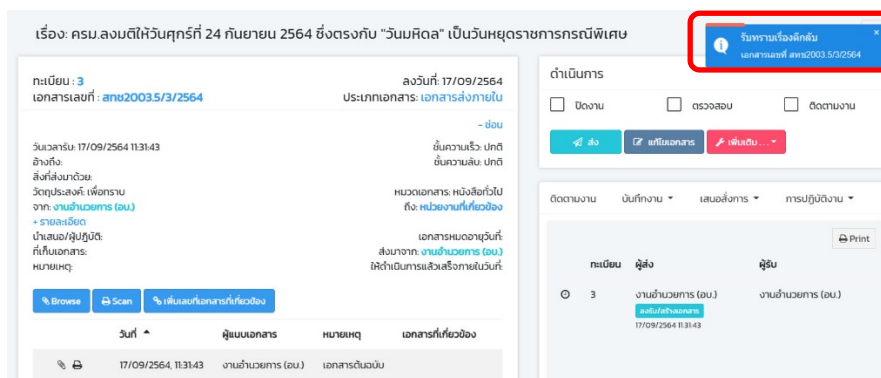 เรื่อง: ครม.ลงมติให้วันศุกร์ที่ 24 กันยายน 2564 ซึ่งตรงกับ "วันมหิดล" เป็นวันหยุดราชการกรณีพิเศษ
รับทราบเรื่องตีกลับ
×
เอกสารเลขที่ สทช2003.5/3/2564
ทะเบียน : 3
ลงวันที่: 17/09/2564
เอกสารเลขที่ : สทช2003.5/3/2564
ประเภทเอกสาร: เอกสารส่งภายใน
- ซ่อน
วันเวลารับ: 17/09/2564 11:31:43
ชั้นความเร็ว: ปกติ
อ้างถึง:
ชั้นความลับ: ปกติ
สิ่งที่ส่งมาด้วย:
วัตถุประสงค์: เพื่อทราบ
หมวดเอกสาร: หนังสือทั่วไป
จาก: งานอำนวยการ (อบ.)
ถึง: หน่วยงานที่เกี่ยวข้อง
+ รายละเอียด
นำเสนอ/ผู้ปฏิบัติ:
เอกสารหมดอายุวันที่:
ที่เก็บเอกสาร:
ส่งมาจาก: งานอำนวยการ (อบ.)
หมายเหตุ:
ให้ดำเนินการแล้วเสร็จภายในวันที่:
Browse
Scan
เพิ่มเลขที่เอกสารที่เกี่ยวข้อง
วันที่
ผู้แนบเอกสาร
หมายเหตุ
เอกสารที่เกี่ยวข้อง
17/09/2564, 11:31:43
งานอำนวยการ (อบ.)
เอกสารต้นฉบับ
ดำเนินการ
ปิดงาน
ตรวจสอบ
ติดตามงาน
ส่ง
แก้ไขเอกสาร
เพิ่มเติม...
ติดตามงาน
บันทึกงาน
เสนอสั่งการ
การปฏิบัติงาน
Print
ทะเบียน
ผู้ส่ง
ผู้รับ
3
งานอำนวยการ (อบ.)
งานอำนวยการ (อบ.)
ลงรับ/สร้างเอกสาร
17/09/2564 11:31:43